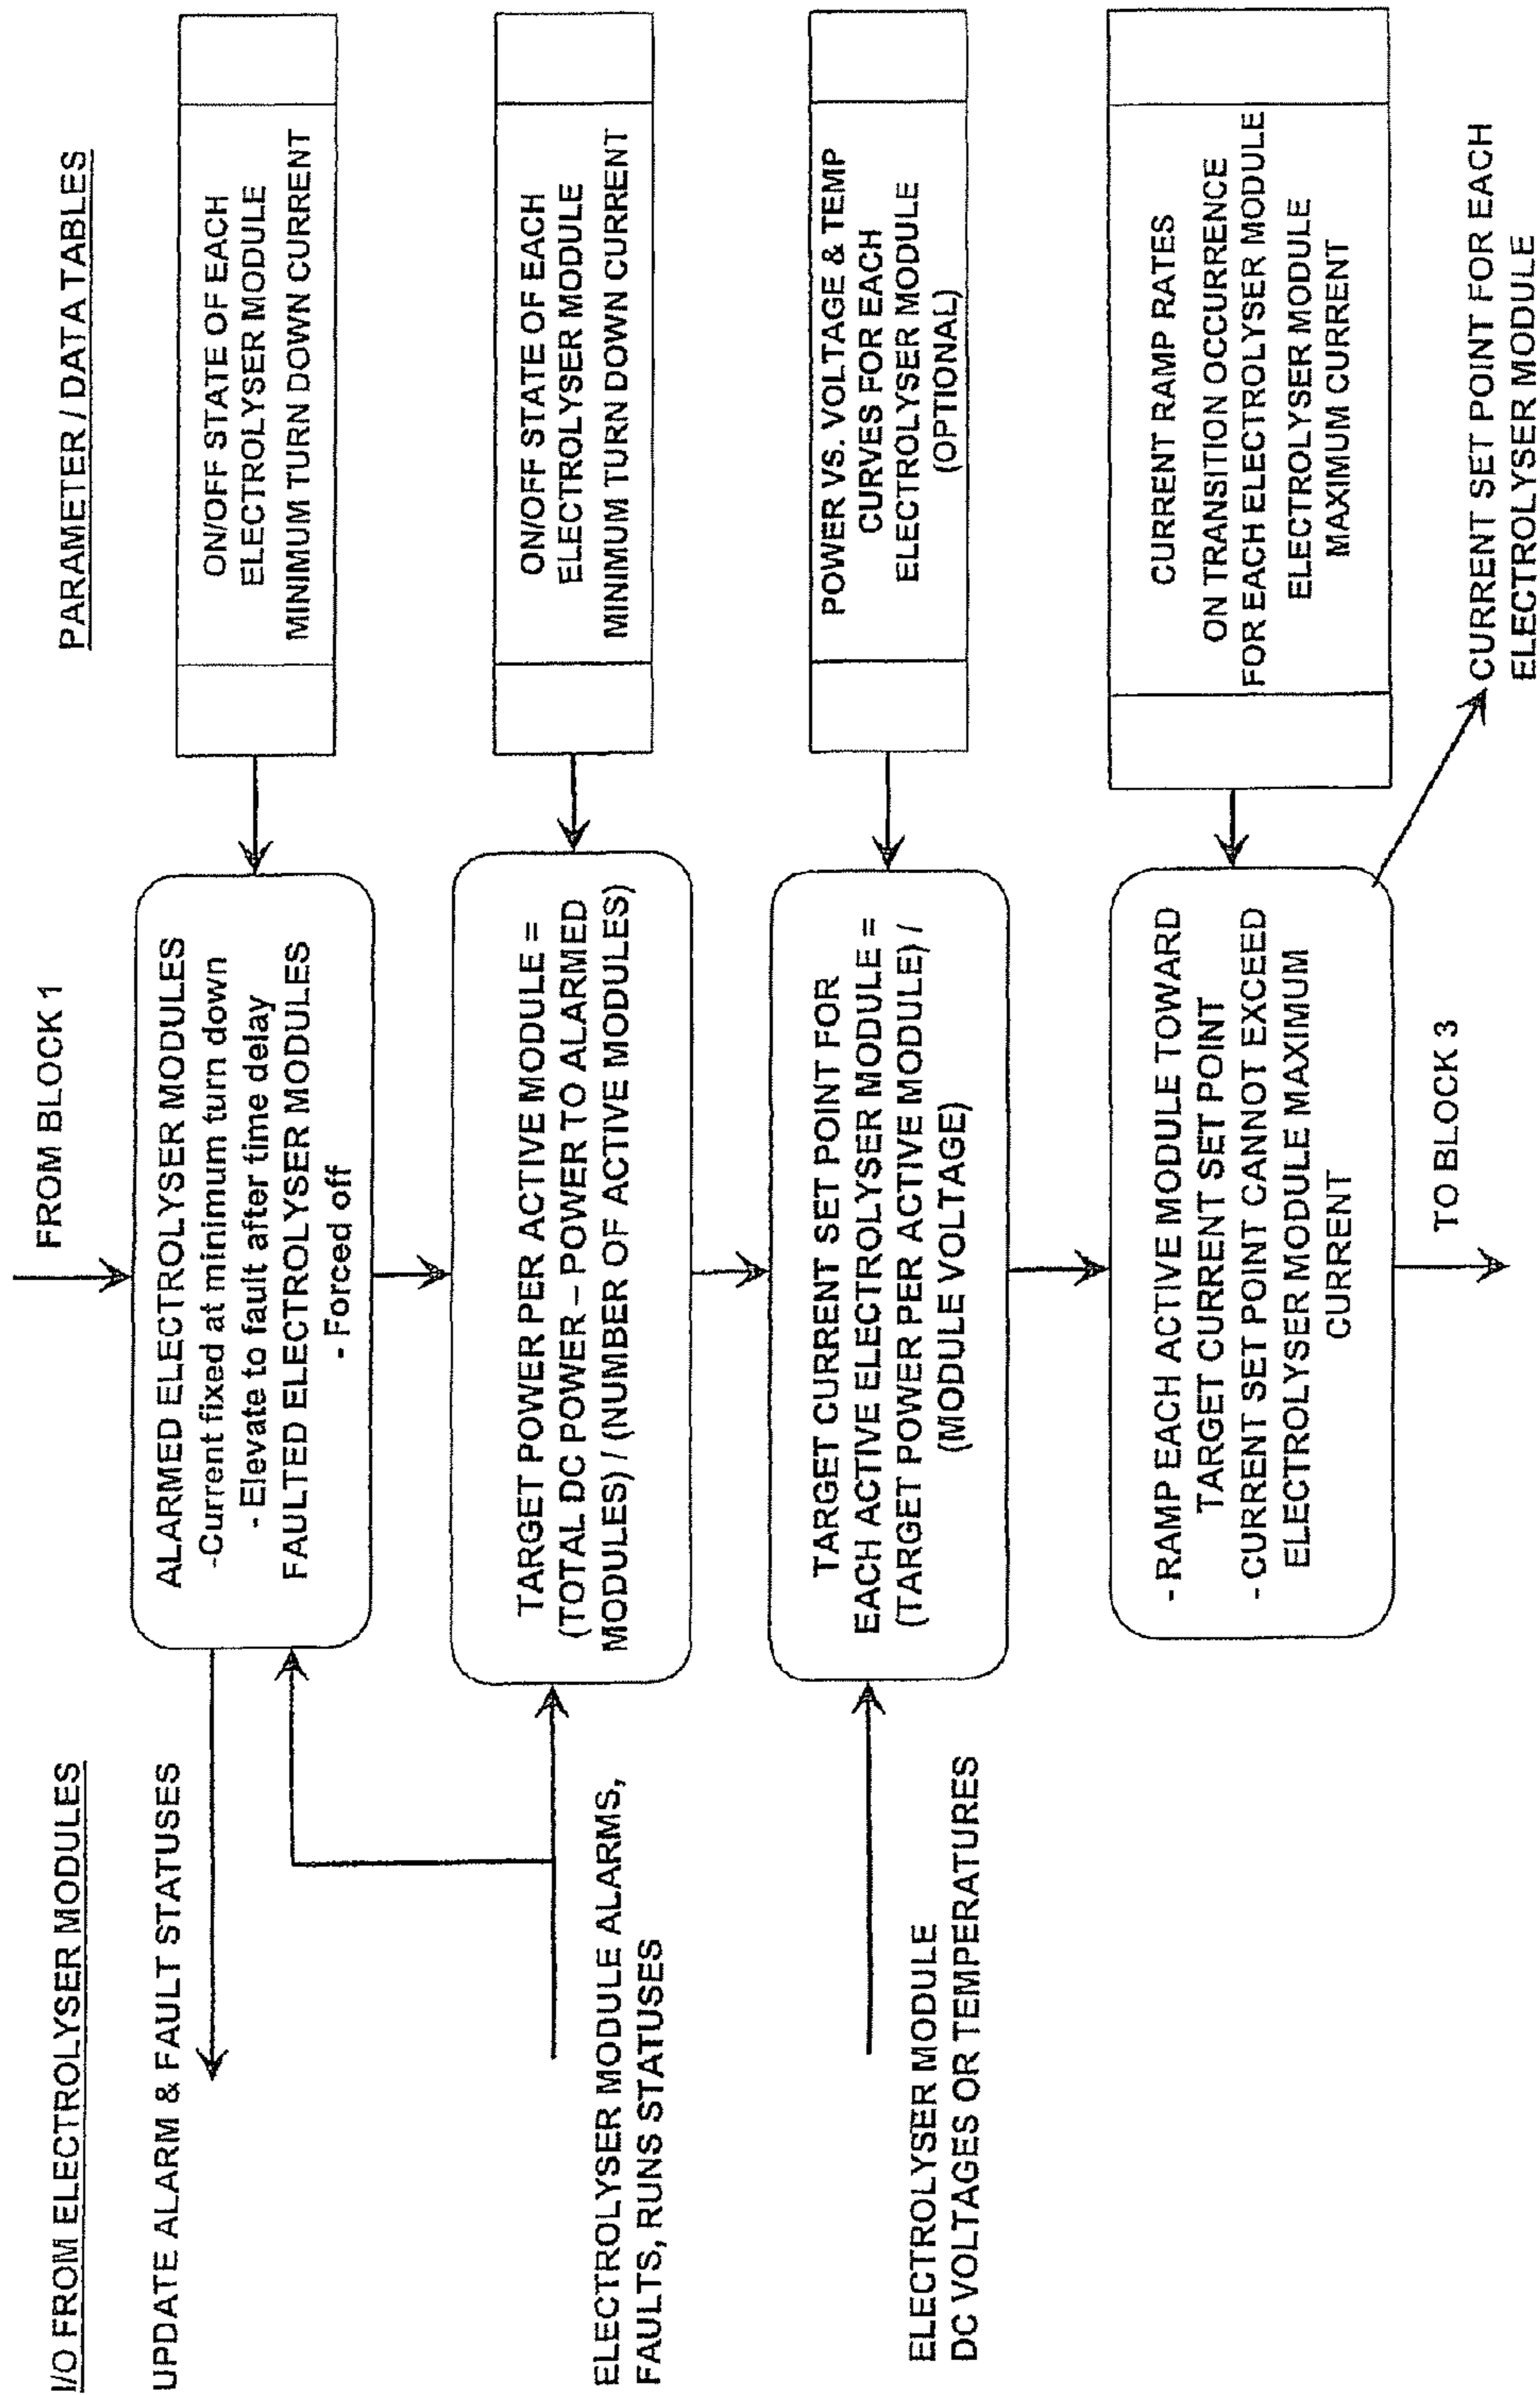 I/O FROM ELECTROLYSER MODULES
FROM BLOCK 1
PARAMETER / DATA TABLES
UPDATE ALARM & FAULT STATUSES
ALARMED ELECTROLYSER MODULES
-Current fixed at minimum turn down
- Elevate to fault after time delay
FAULTED ELECTROLYSER MODULES
- Forced off
ON/OFF STATE OF EACH
ELECTROLYSER MODULE
MINIMUM TURN DOWN CURRENT
ELECTROLYSER MODULE ALARMS,
FAULTS, RUNS STATUSES
TARGET POWER PER ACTIVE MODULE =
(TOTAL DC POWER – POWER TO ALARMED
MODULES) / (NUMBER OF ACTIVE MODULES)
ON/OFF STATE OF EACH
ELECTROLYSER MODULE
MINIMUM TURN DOWN CURRENT
ELECTROLYSER MODULE
DC VOLTAGES OR TEMPERATURES
TARGET CURRENT SET POINT FOR
EACH ACTIVE ELECTROLYSER MODULE =
(TARGET POWER PER ACTIVE MODULE) /
(MODULE VOLTAGE)
POWER VS. VOLTAGE & TEMP
CURVES FOR EACH
ELECTROLYSER MODULE
(OPTIONAL)
- RAMP EACH ACTIVE MODULE TOWARD
TARGET CURRENT SET POINT
- CURRENT SET POINT CANNOT EXCEED
ELECTROLYSER MODULE MAXIMUM
CURRENT
CURRENT RAMP RATES
ON TRANSITION OCCURRENCE
FOR EACH ELECTROLYSER MODULE
ELECTROLYSER MODULE
MAXIMUM CURRENT
TO BLOCK 3
CURRENT SET POINT FOR EACH
ELECTROLYSER MODULE